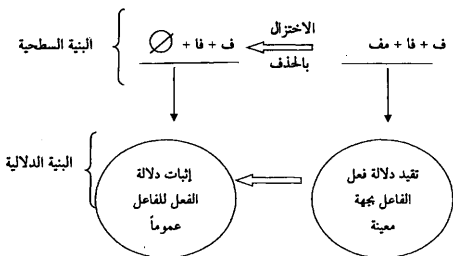 ف + فا + مف
الاختزال
بالحذف
ف + فا + ∅
البنية السطحية
تقيد دلالة فعل
الفاعل بجهة
معينة
إثبات دلالة
الفعل للفاعل
عموماً
البنية الدلالية